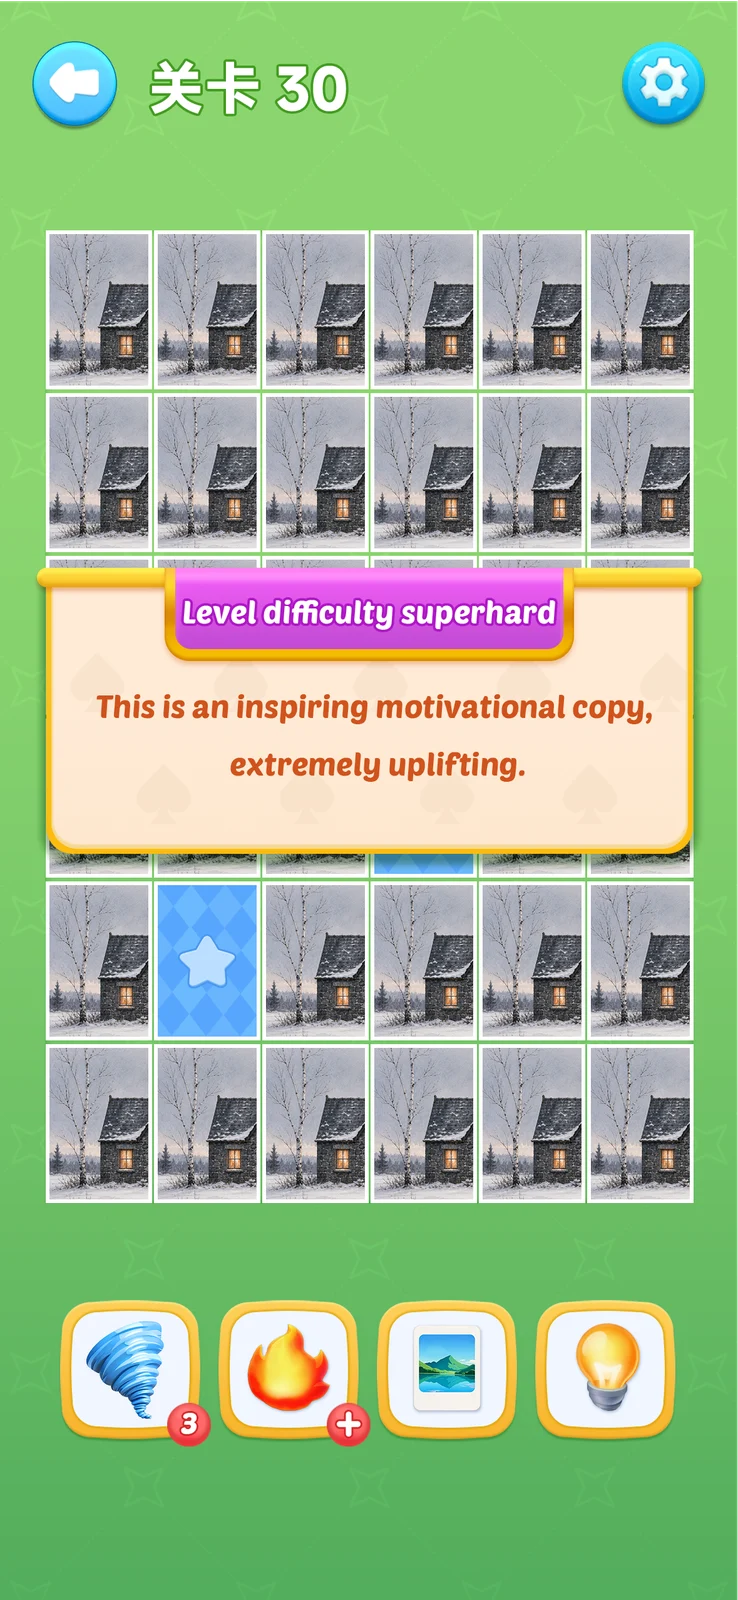 关卡 30
Level difficulty superhard
This is an inspiring motivational copy,
extremely uplifting.
3
+